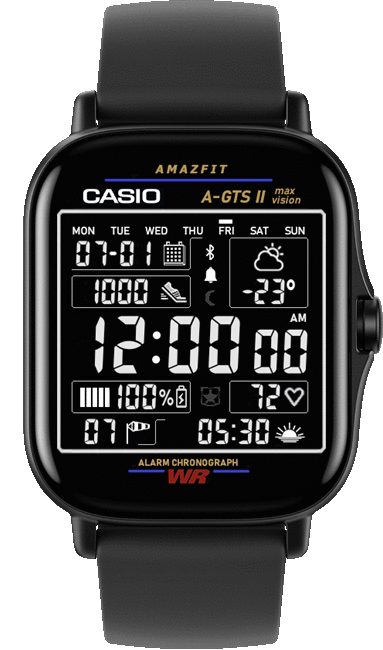 AMAZFIT
CASIO A-GTS II max vision
MON TUE WED THU FRI SAT SUN
07-01
1000 -23°
AM
12:00 00
100% 72
07 05:30
ALARM CHRONOGRAPH
WR